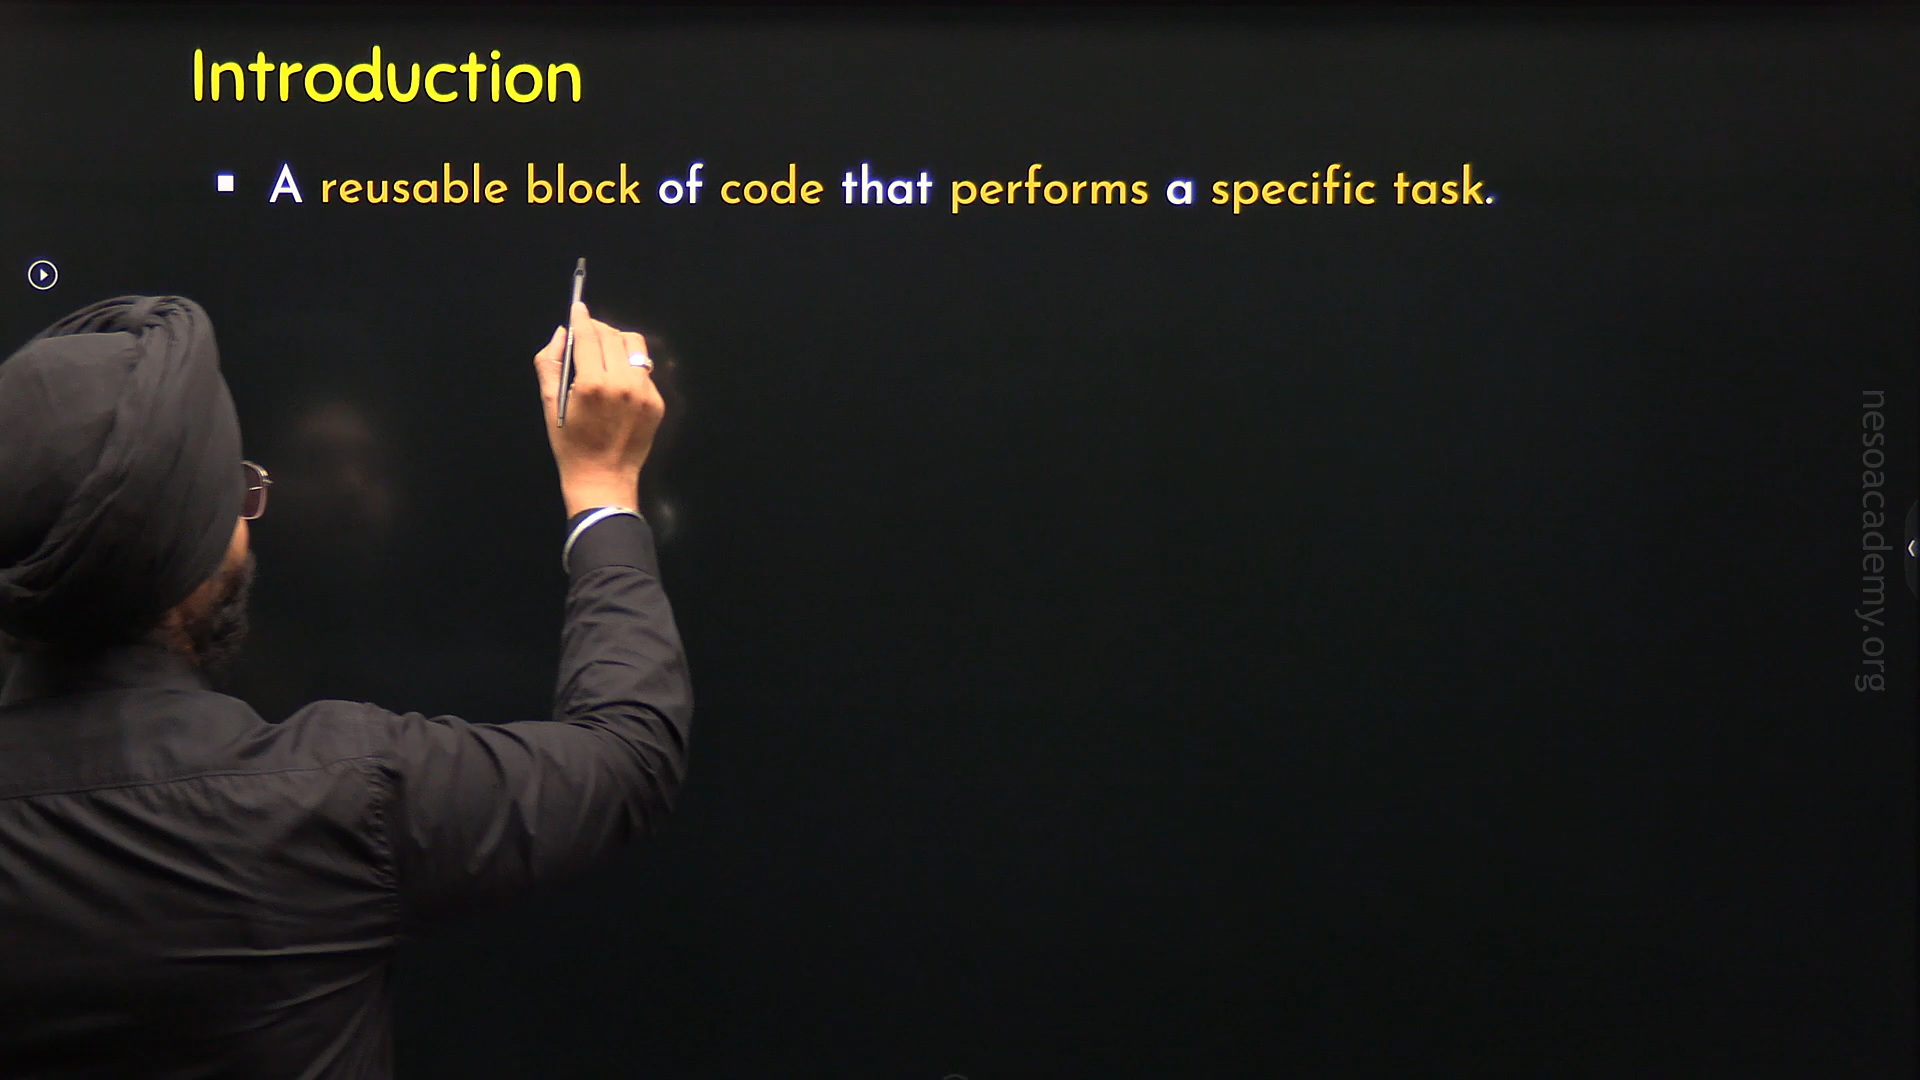 Introduction
▪ A reusable block of code that performs a specific task.
nesoacademy.org